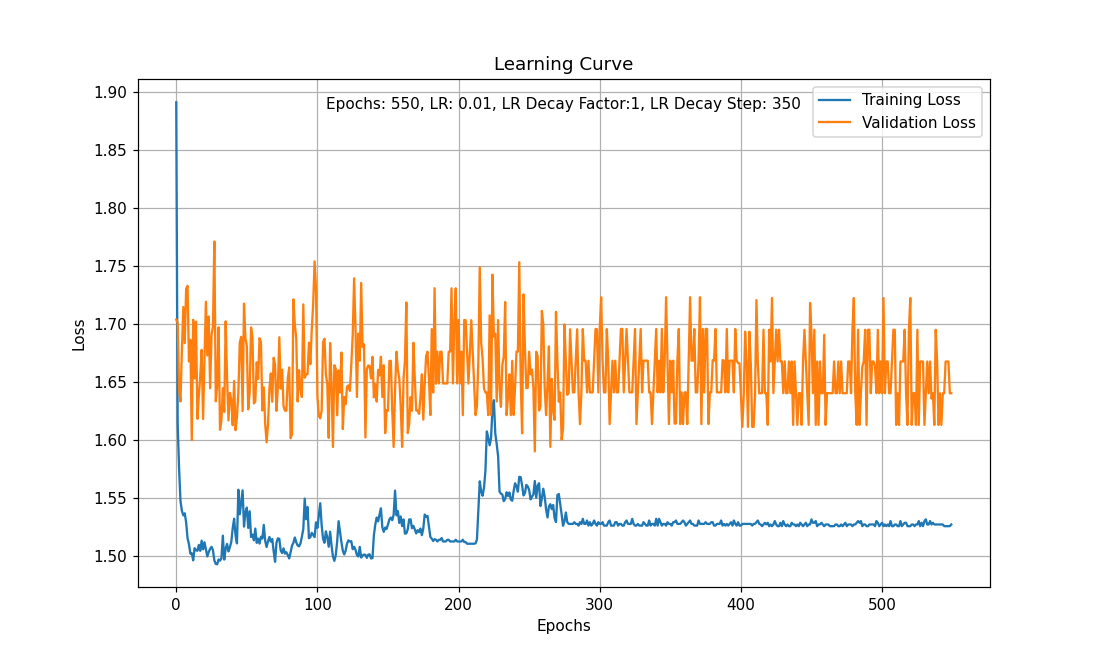 Learning Curve
Epochs: 550, LR: 0.01, LR Decay Factor:1, LR Decay Step: 350
Training Loss
Validation Loss
1.90
1.85
1.80
1.75
1.70
1.65
1.60
1.55
1.50
Loss
0 100 200 300 400 500
Epochs